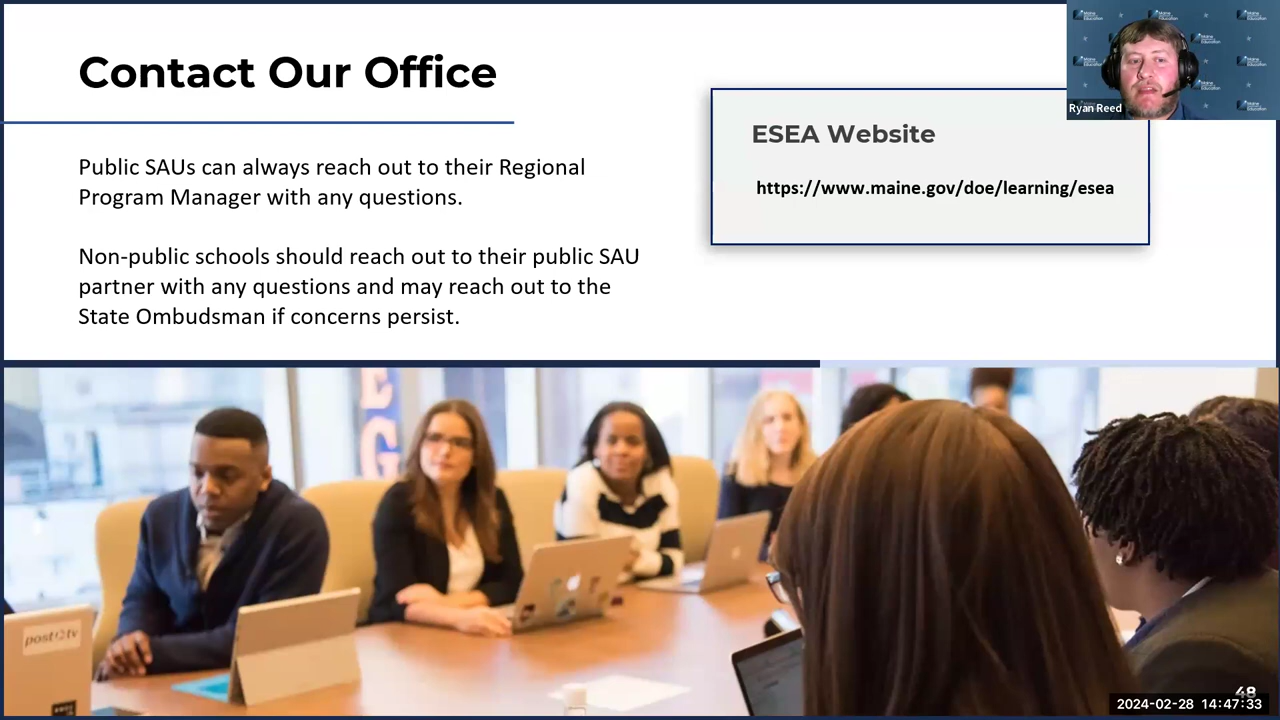 Contact Our Office
Public SAUs can always reach out to their Regional
Program Manager with any questions.
Non-public schools should reach out to their public SAU
partner with any questions and may reach out to the
State Ombudsman if concerns persist.
ESEA Website
https://www.maine.gov/doe/learning/esea
Ryan Reed
post tv
48
2024-02-28 14:47:33